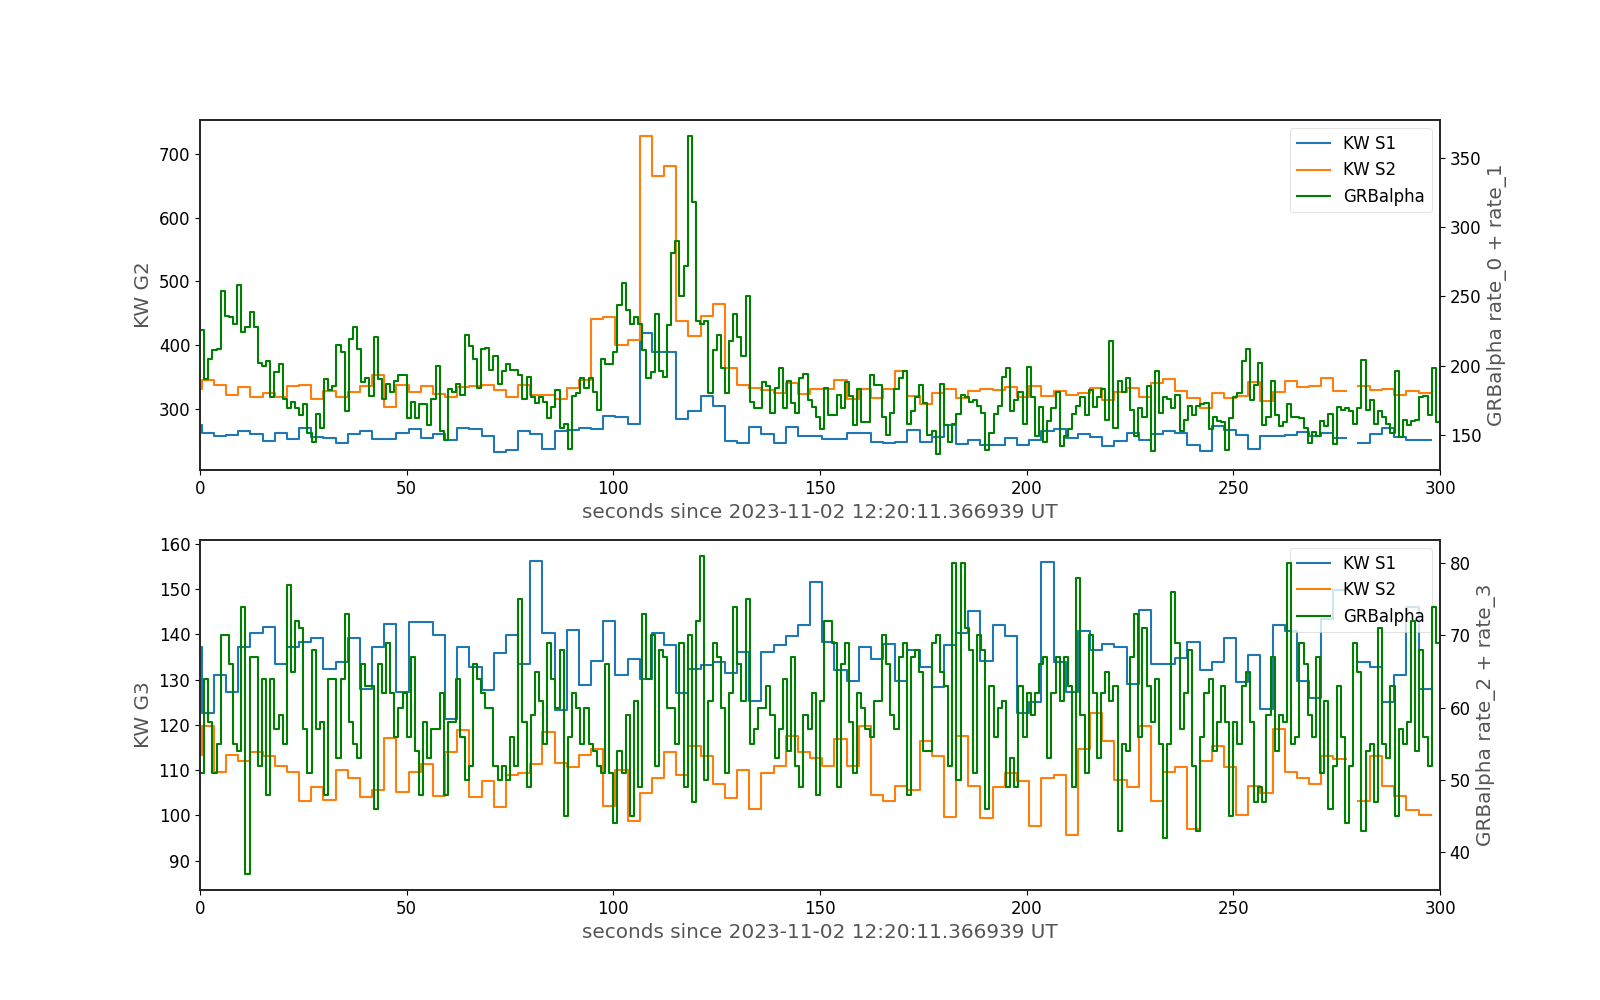 700
600
500
400
300
KW G2
350
300
250
200
150
GRBalpha rate_0 + rate_1
KW S1
KW S2
GRBalpha
0 50 100 150 200 250 300
seconds since 2023-11-02 12:20:11.366939 UT
160
150
140
130
120
110
100
90
KW G3
80
70
60
50
40
GRBalpha rate_2 + rate_3
KW S1
KW S2
GRBalpha
0 50 100 150 200 250 300
seconds since 2023-11-02 12:20:11.366939 UT